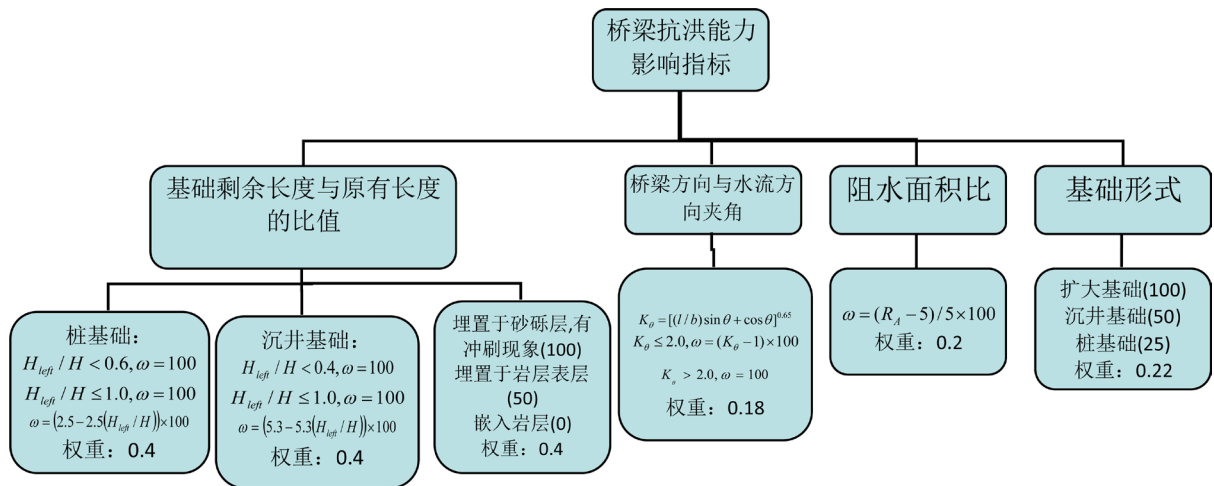 桥梁抗洪能力
影响指标
基础剩余长度与原有长度
的比值
桥梁方向与水流方
向夹角
阻水面积比
基础形式
桩基础：
H_left/H<0.6,ω=100
H_left/H≤1.0,ω=100
ω=(2.5-2.5(H_left/H))×100
权重：0.4
沉井基础：
H_left/H<0.4,ω=100
H_left/H≤1.0,ω=100
ω=(5.3-5.3(H_left/H))×100
权重：0.4
埋置于砂砾层,有
冲刷现象(100)
埋置于岩层表层
(50)
嵌入岩层(0)
权重：0.4
K_θ=[(l/b)sinθ+cosθ]^0.65
K_θ≤2.0,ω=(K_θ-1)×100
K_θ>2.0,ω=100
权重：0.18
ω=(R_A-5)/5×100
权重：0.2
扩大基础(100)
沉井基础(50)
桩基础(25)
权重：0.22